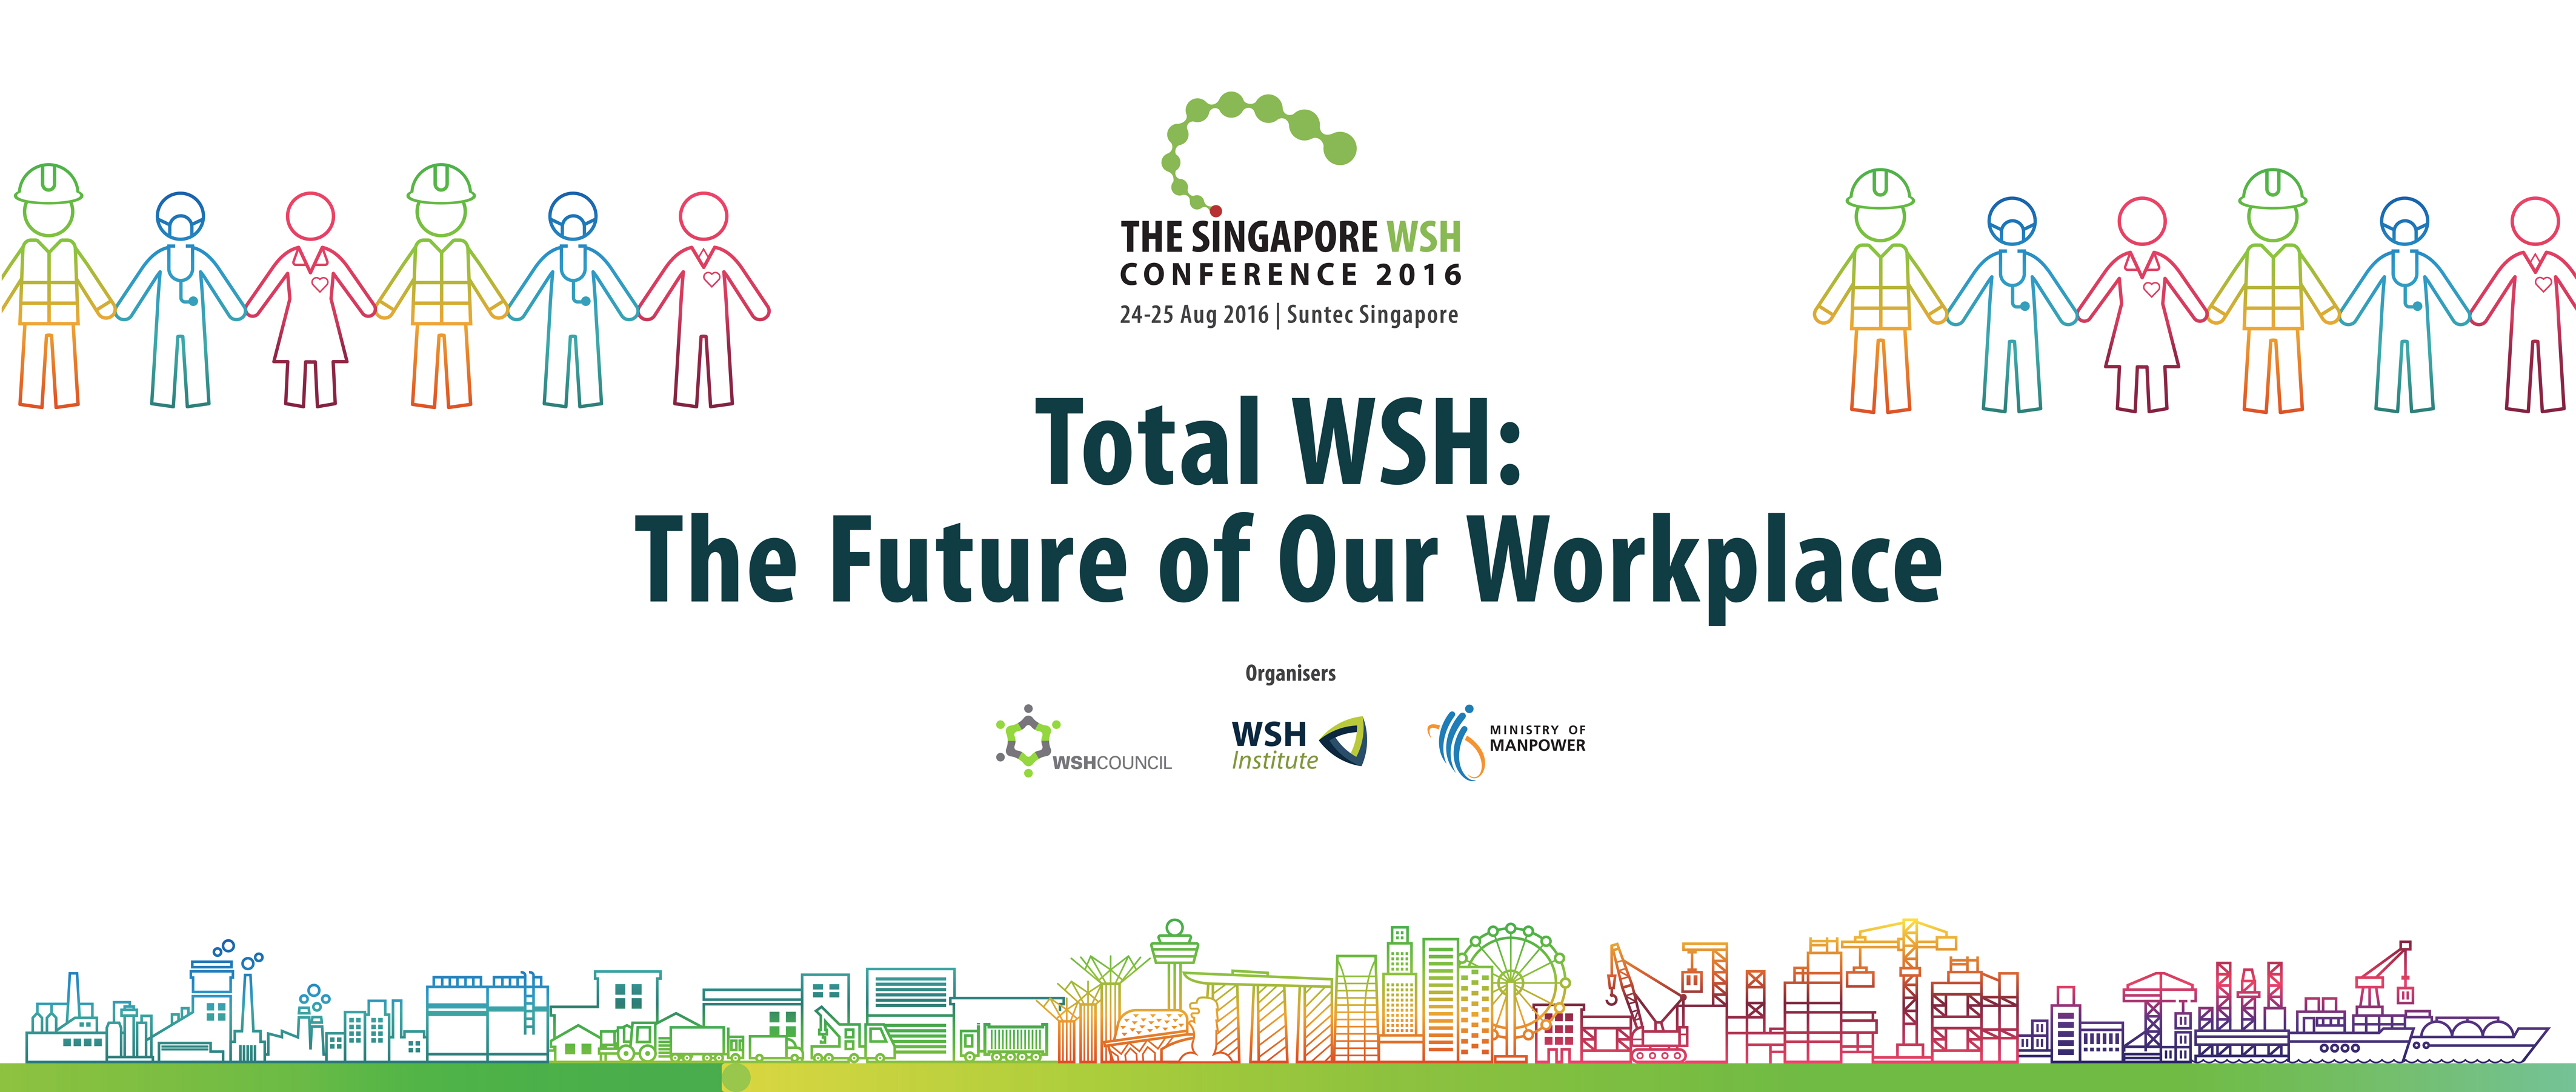 THE SINGAPORE WSH
CONFERENCE 2016
24-25 Aug 2016 | Suntec Singapore
Total WSH:
The Future of Our Workplace
Organisers
WSHCOUNCIL
WSH
Institute
MINISTRY OF
MANPOWER